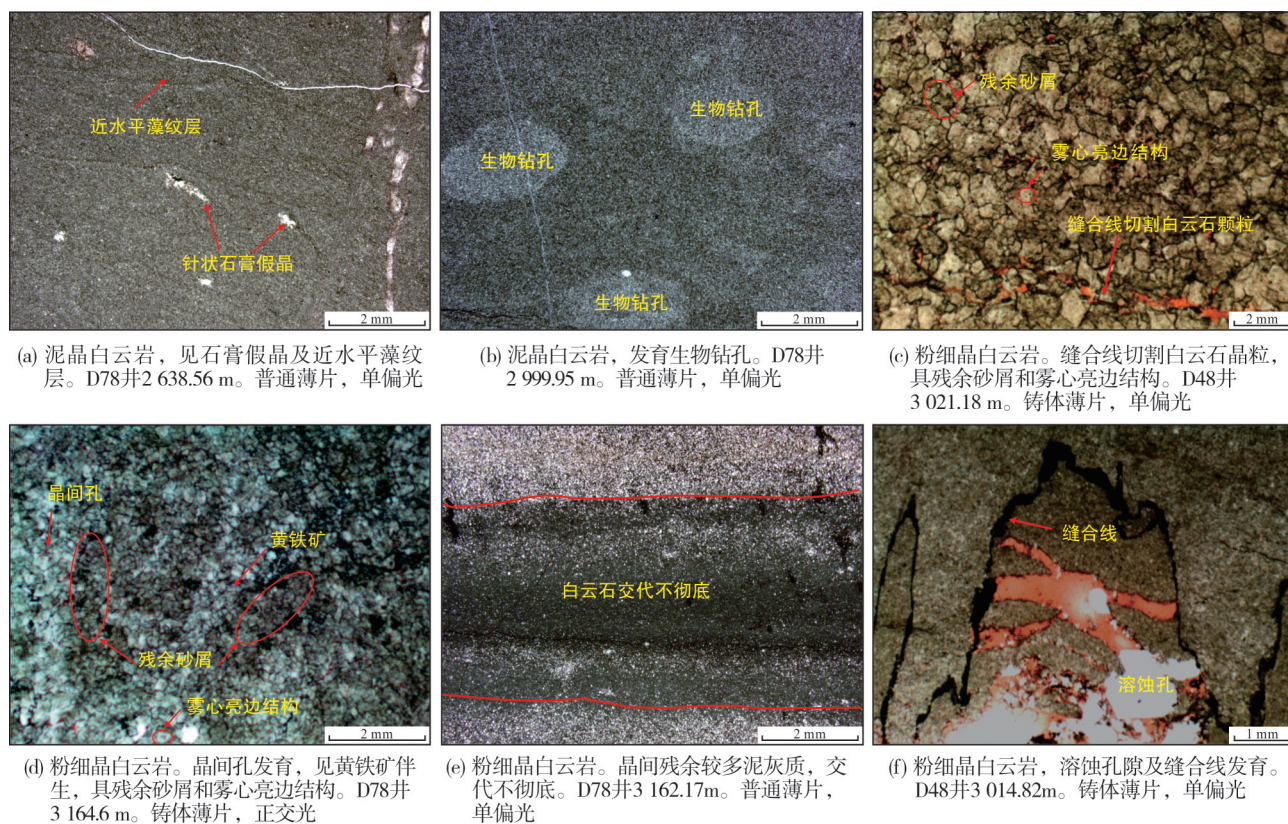 近水平藻纹层
针状石膏假晶
2 mm
生物钻孔
生物钻孔
生物钻孔
2 mm
残余砂屑
雾心亮边结构
缝合线切割白云石颗粒
2 mm
(a) 泥晶白云岩，见石膏假晶及近水平藻纹
层。D78井2 638.56 m。普通薄片，单偏光
(b) 泥晶白云岩，发育生物钻孔。D78井
2 999.95 m。普通薄片，单偏光
(c) 粉细晶白云岩。缝合线切割白云石晶粒，
具残余砂屑和雾心亮边结构。D48井
3 021.18 m。铸体薄片，单偏光
晶间孔
黄铁矿
残余砂屑
雾心亮边结构
2 mm
白云石交代不彻底
2 mm
缝合线
溶蚀孔
1 mm
(d) 粉细晶白云岩。晶间孔发育，见黄铁矿伴
生，具残余砂屑和雾心亮边结构。D78井
3 164.6 m。铸体薄片，正交光
(e) 粉细晶白云岩。晶间残余较多泥灰质，交
代不彻底。D78井3 162.17m。普通薄片，
单偏光
(f) 粉细晶白云岩，溶蚀孔隙及缝合线发育。
D48井3 014.82m。铸体薄片，单偏光